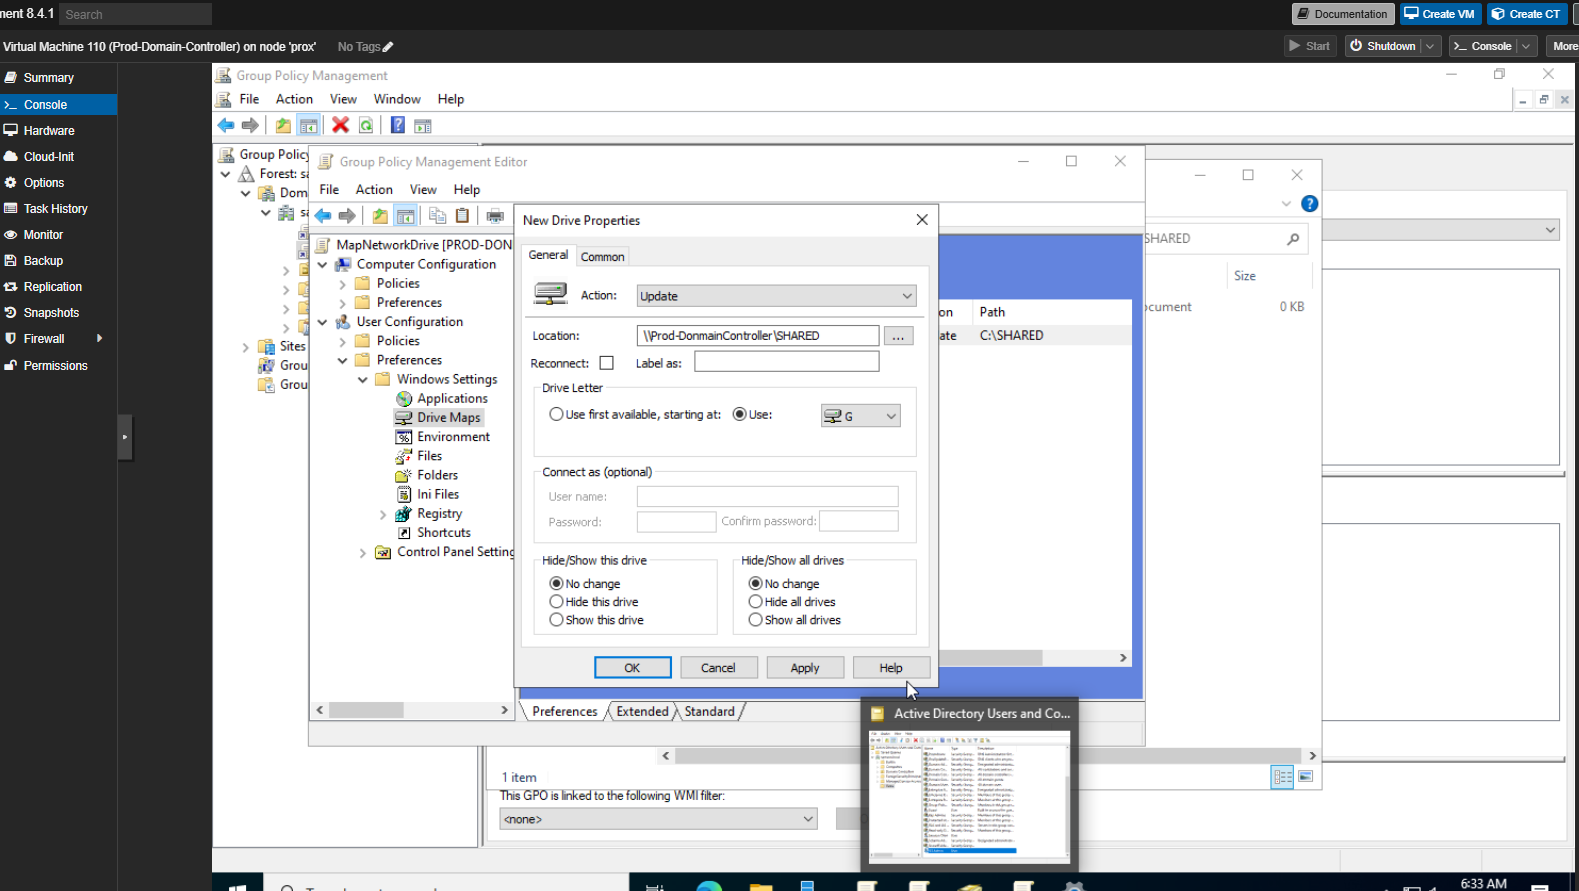 ment 8.4.1 Search Documentation Create VM Create CT
Virtual Machine 110 (Prod-Domain-Controller) on node 'prox' No Tags Start Shutdown Console More
Summary
Console
Hardware
Cloud-Init
Options
Task History
Monitor
Backup
Replication
Snapshots
Firewall
Permissions
Group Policy Management
File Action View Window Help
Group Policy
Forest: sa
Dom
sa
Sites
Grou
Grou
Group Policy Management Editor
File Action View Help
MapNetworkDrive [PROD-DON
Computer Configuration
Policies
Preferences
User Configuration
Policies
Preferences
Windows Settings
Applications
Drive Maps
Environment
Files
Folders
Ini Files
Registry
Shortcuts
Control Panel Setting
Preferences Extended Standard
New Drive Properties
General Common
Action: Update
Location: \\Prod-DonmainController\SHARED ...
Reconnect: Label as:
Drive Letter
Use first available, starting at: Use: G
Connect as (optional)
User name:
Password: Confirm password:
Hide/Show this drive
No change
Hide this drive
Show this drive
Hide/Show all drives
No change
Hide all drives
Show all drives
OK Cancel Apply Help
on Path
ate C:\SHARED
SHARED
Size
ocument 0 KB
1 item
This GPO is linked to the following WMI filter:
<none>
Active Directory Users and Co...
6:33 AM